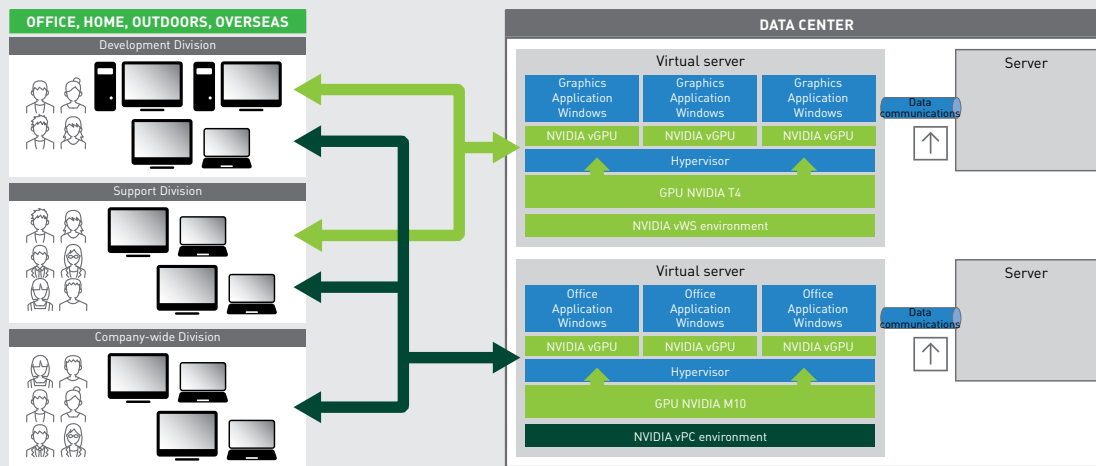 OFFICE, HOME, OUTDOORS, OVERSEAS
Development Division
Support Division
Company-wide Division
DATA CENTER
Virtual server
Graphics
Application
Windows
Graphics
Application
Windows
Graphics
Application
Windows
NVIDIA vGPU
NVIDIA vGPU
NVIDIA vGPU
Hypervisor
GPU NVIDIA T4
NVIDIA vWS environment
Data
communications
Server
Virtual server
Office
Application
Windows
Office
Application
Windows
Office
Application
Windows
NVIDIA vGPU
NVIDIA vGPU
NVIDIA vGPU
Hypervisor
GPU NVIDIA M10
NVIDIA vPC environment
Data
communications
Server